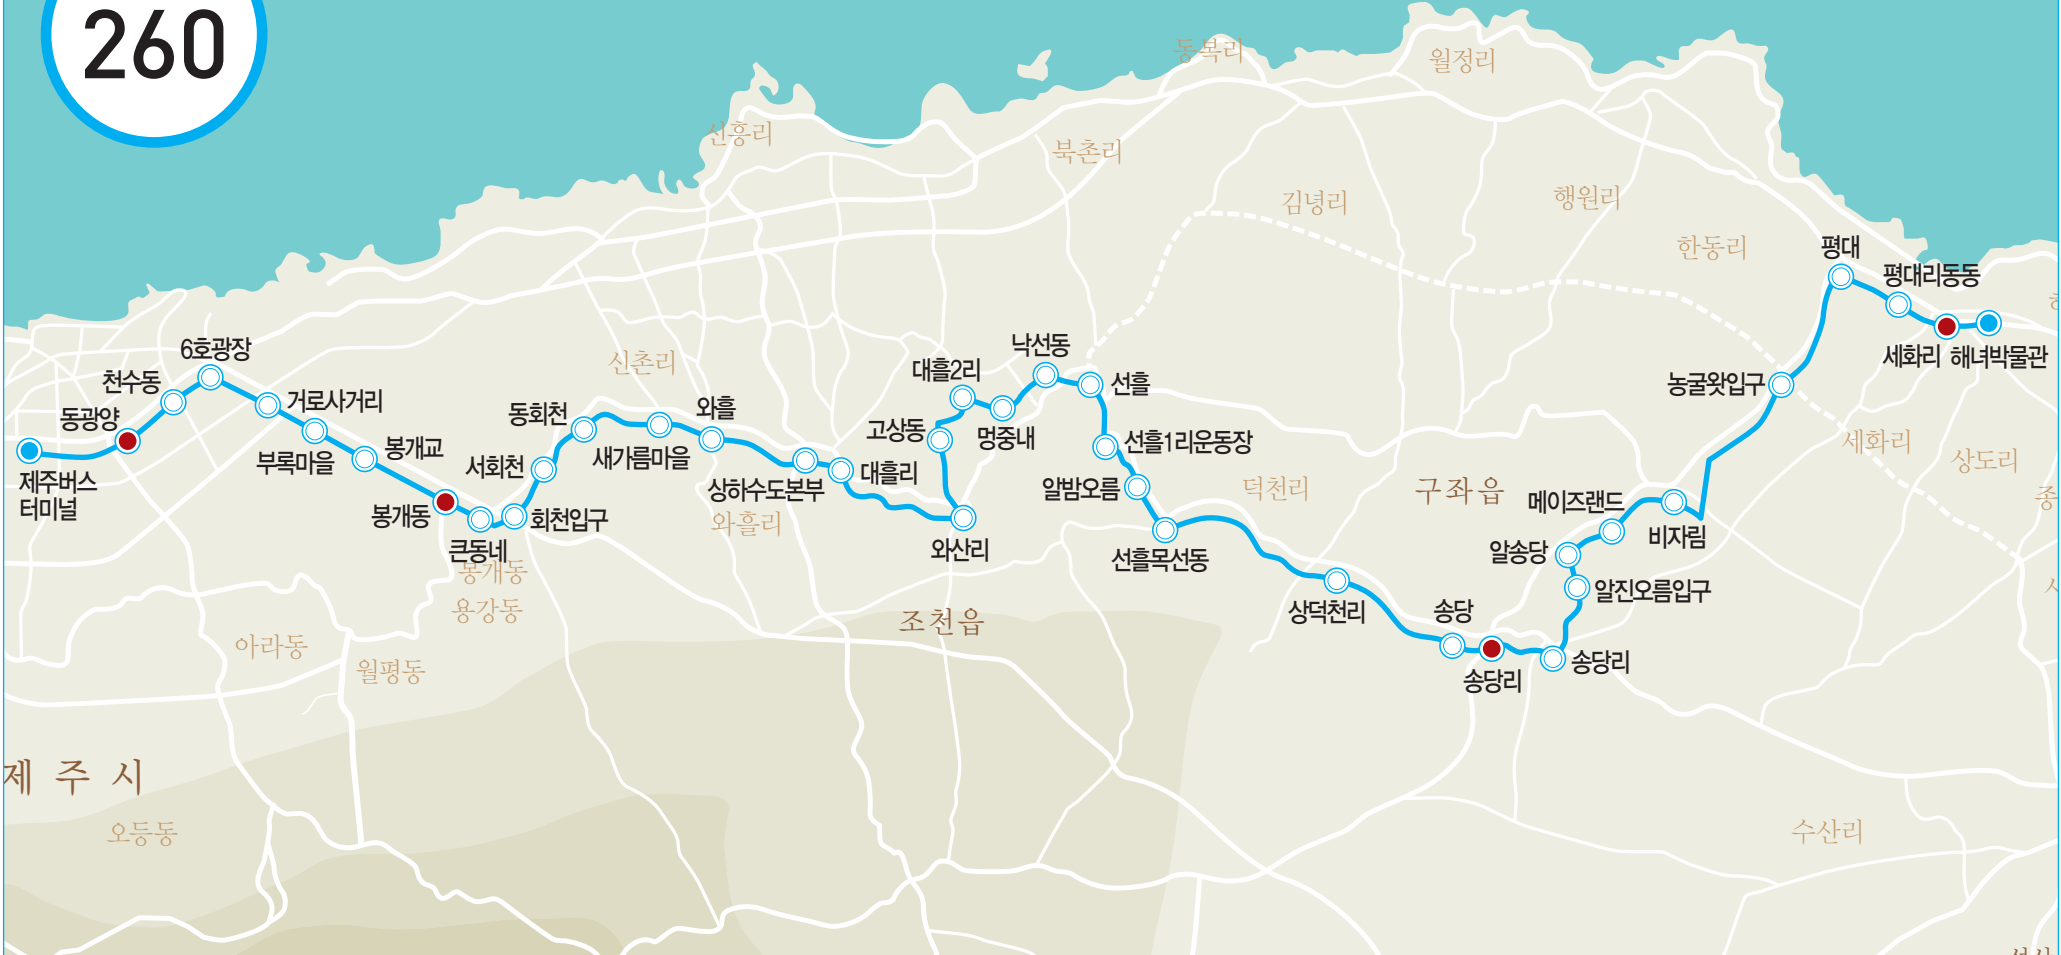 260
동복리
월정리
신흥리
북촌리
김녕리
행원리
한동리
평대
평대리동동
세화리
해녀박물관
6호광장
천수동
동광양
제주버스
터미널
거로사거리
부록마을
봉개교
봉개동
큰동네
회천입구
서회천
동회천
신촌리
새가름마을
와흘
상하수도본부
와흘리
대흘리
와산리
고상동
대흘2리
멍중내
낙선동
선흘
선흘1리운동장
알밤오름
선흘목선동
덕천리
상덕천리
구좌읍
송당
송당리
송당리
알진오름입구
알송당
메이즈랜드
비자림
농굴왓입구
세화리
상도리
종
봉개동
용강동
아라동
월평동
조천읍
제주시
오등동
수산리